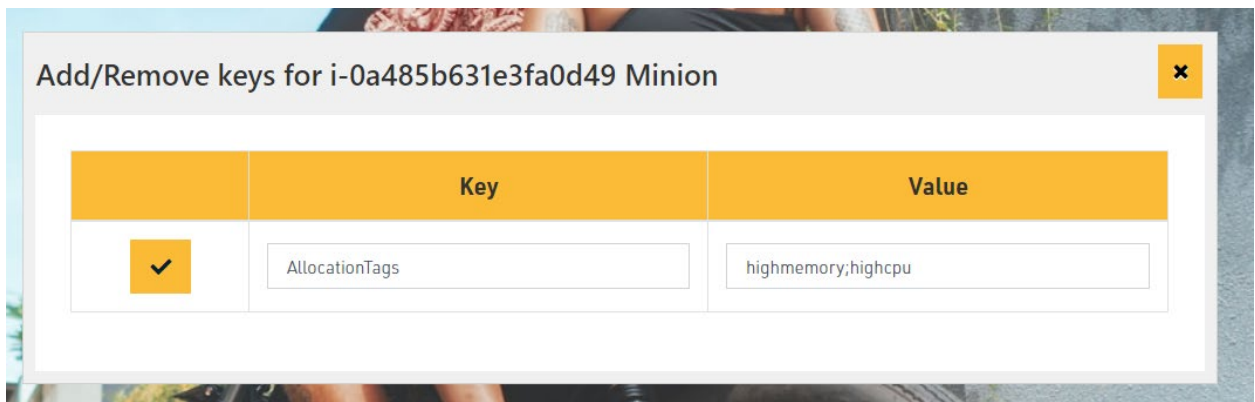 Add/Remove keys for i-0a485b631e3fa0d49 Minion
Key Value
AllocationTags highmemory;highcpu